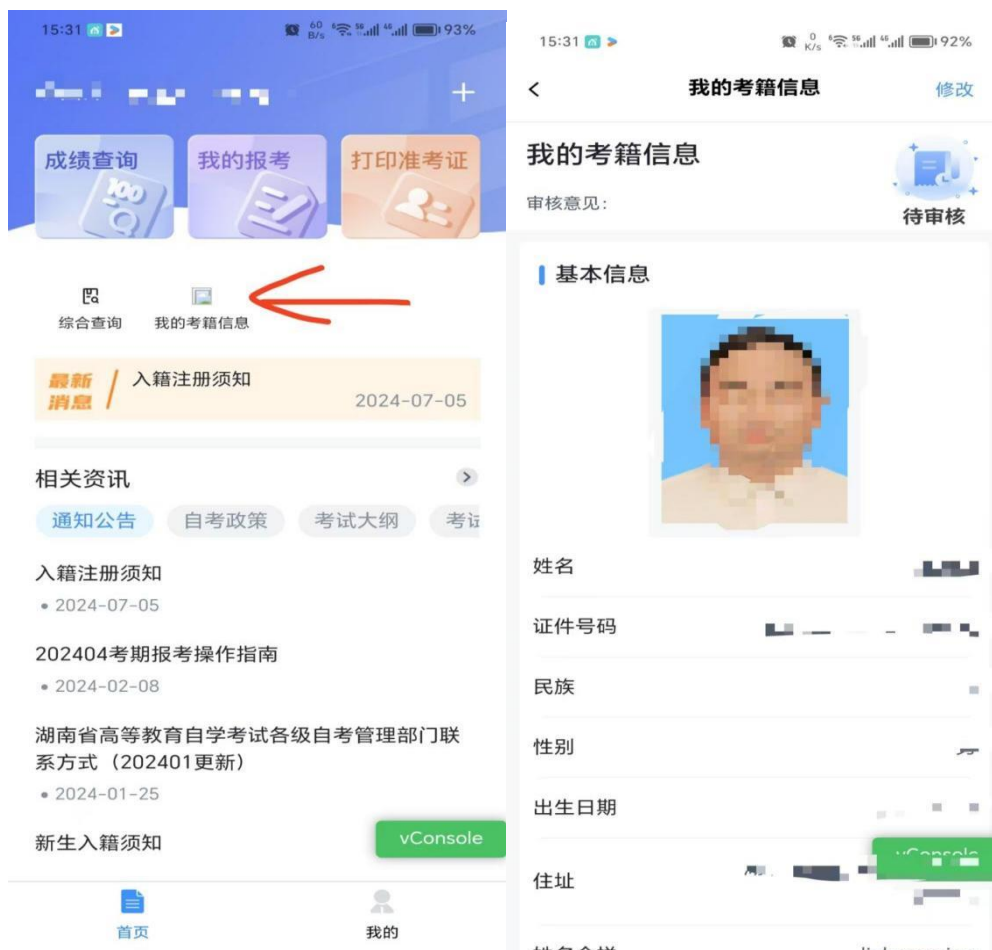 15:31
60
B/s
93%
成绩查询
我的报考
打印准考证
综合查询
我的考籍信息
最新
消息
入籍注册须知
2024-07-05
相关资讯
通知公告
自考政策
考试大纲
入籍注册须知
• 2024-07-05
202404考期报考操作指南
• 2024-02-08
湖南省高等教育自学考试各级自考管理部门联
系方式（202401更新）
• 2024-01-25
新生入籍须知
vConsole
首页
我的
15:31
0
K/s
92%
我的考籍信息
修改
我的考籍信息
审核意见:
待审核
基本信息
姓名
证件号码
民族
性别
出生日期
住址